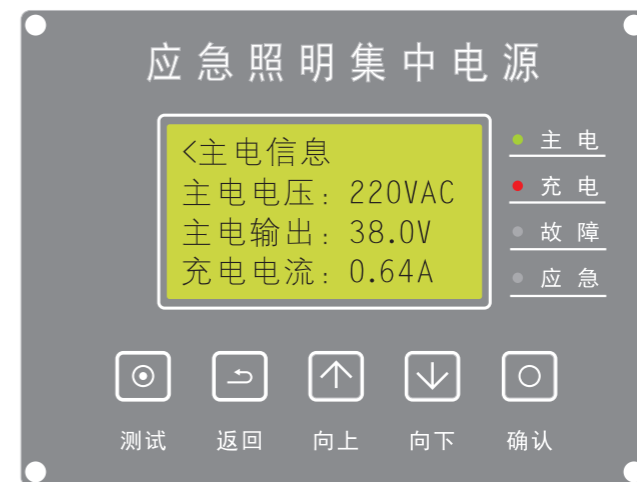 应急照明集中电源
<主电信息
主电电压: 220VAC
主电输出: 38.0V
充电电流: 0.64A
主电
充电
故障
应急
测试 返回 向上 向下 确认